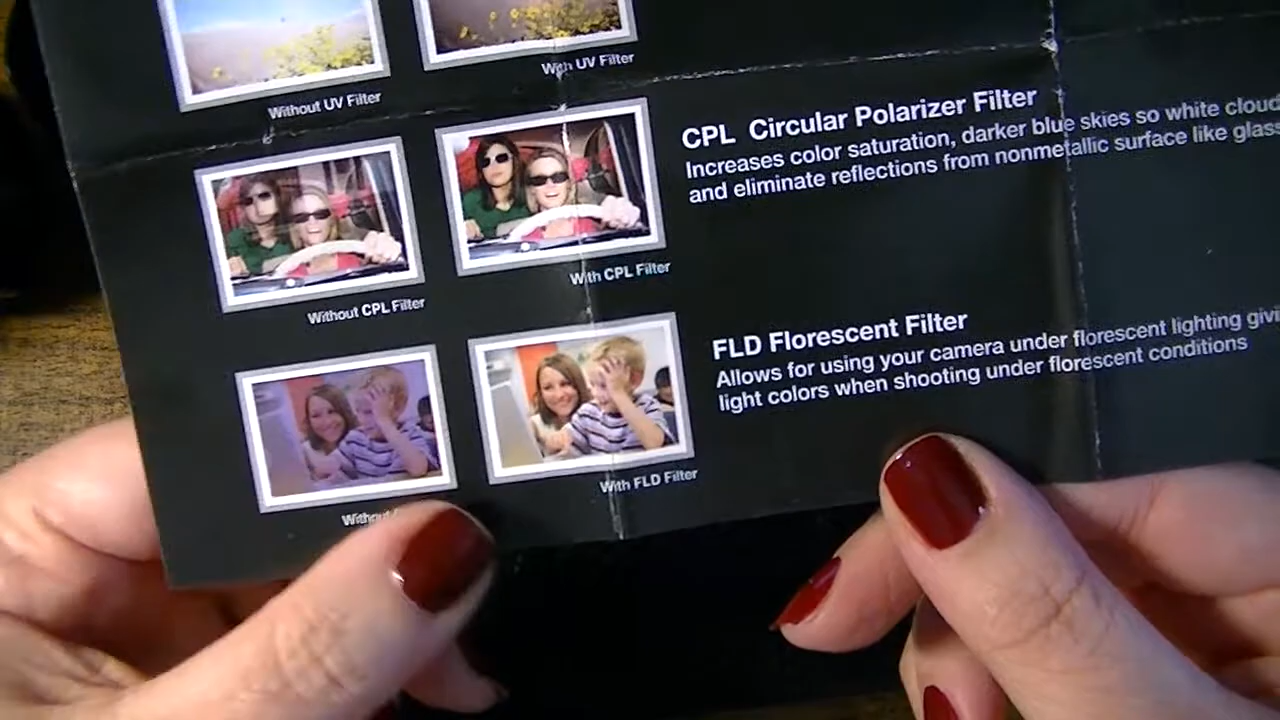 Without UV Filter
With UV Filter
CPL Circular Polarizer Filter
Increases color saturation, darker blue skies so white cloud
and eliminate reflections from nonmetallic surface like glass
Without CPL Filter
With CPL Filter
FLD Florescent Filter
Allows for using your camera under florescent lighting givi
light colors when shooting under florescent conditions
Without
With FLD Filter